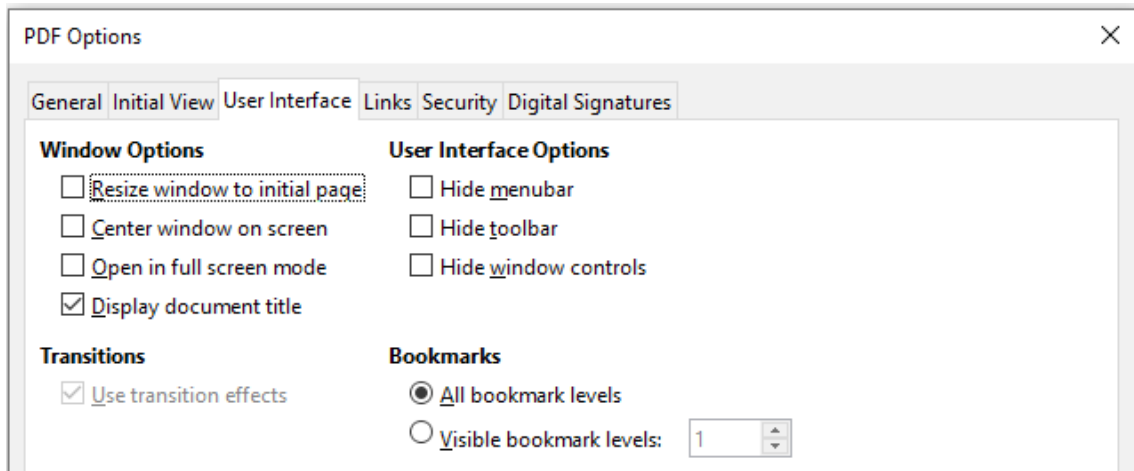 PDF Options
General Initial View User Interface Links Security Digital Signatures
Window Options
Resize window to initial page
Center window on screen
Open in full screen mode
Display document title
User Interface Options
Hide menubar
Hide toolbar
Hide window controls
Transitions
Use transition effects
Bookmarks
All bookmark levels
Visible bookmark levels: 1